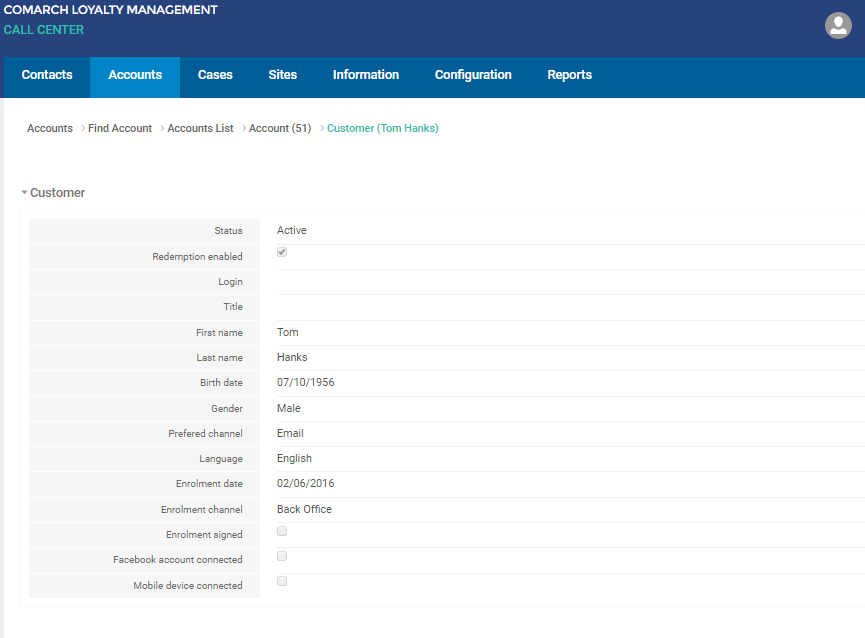 COMARCH LOYALTY MANAGEMENT
CALL CENTER
Contacts Accounts Cases Sites Information Configuration Reports
Accounts > Find Account > Accounts List > Account (51) > Customer (Tom Hanks)
Customer
Status Active
Redemption enabled
Login
Title
First name Tom
Last name Hanks
Birth date 07/10/1956
Gender Male
Prefered channel Email
Language English
Enrolment date 02/06/2016
Enrolment channel Back Office
Enrolment signed
Facebook account connected
Mobile device connected